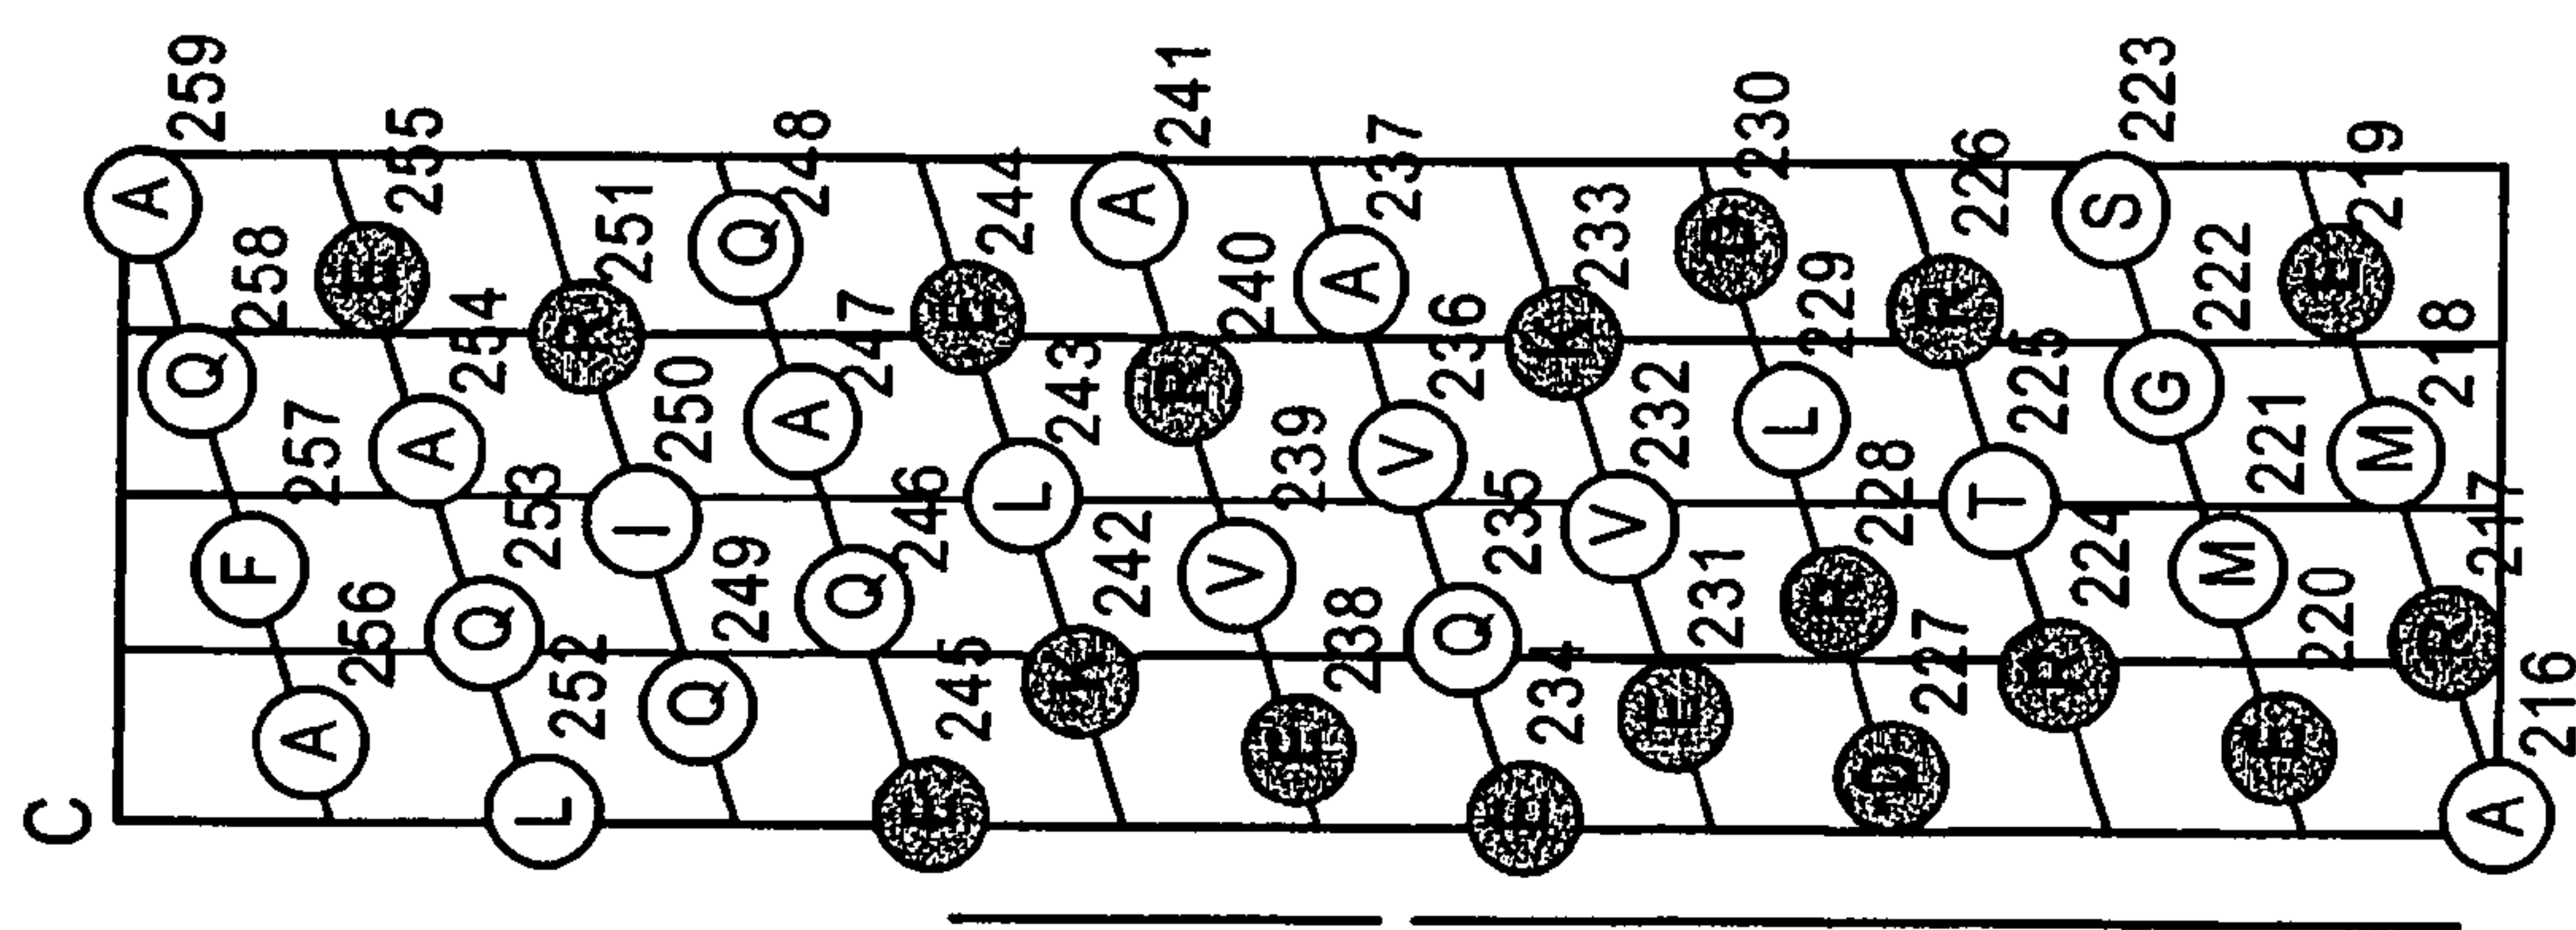 C
A 256 F 257 Q 258 A 259
L 252 Q 253 A 254 E 255
Q 249 I 250 R 251
E 245 Q 246 A 247 Q 248
K 242 L 243 E 244
E 238 V 239 R 240 A 241
E 234 Q 235 V 236 A 237
E 231 V 232 K 233
D 227 R 228 L 229 D 230
R 224 T 225 R 226
E 220 M 221 G 222 S 223
A 216 R 217 M 218 E 219